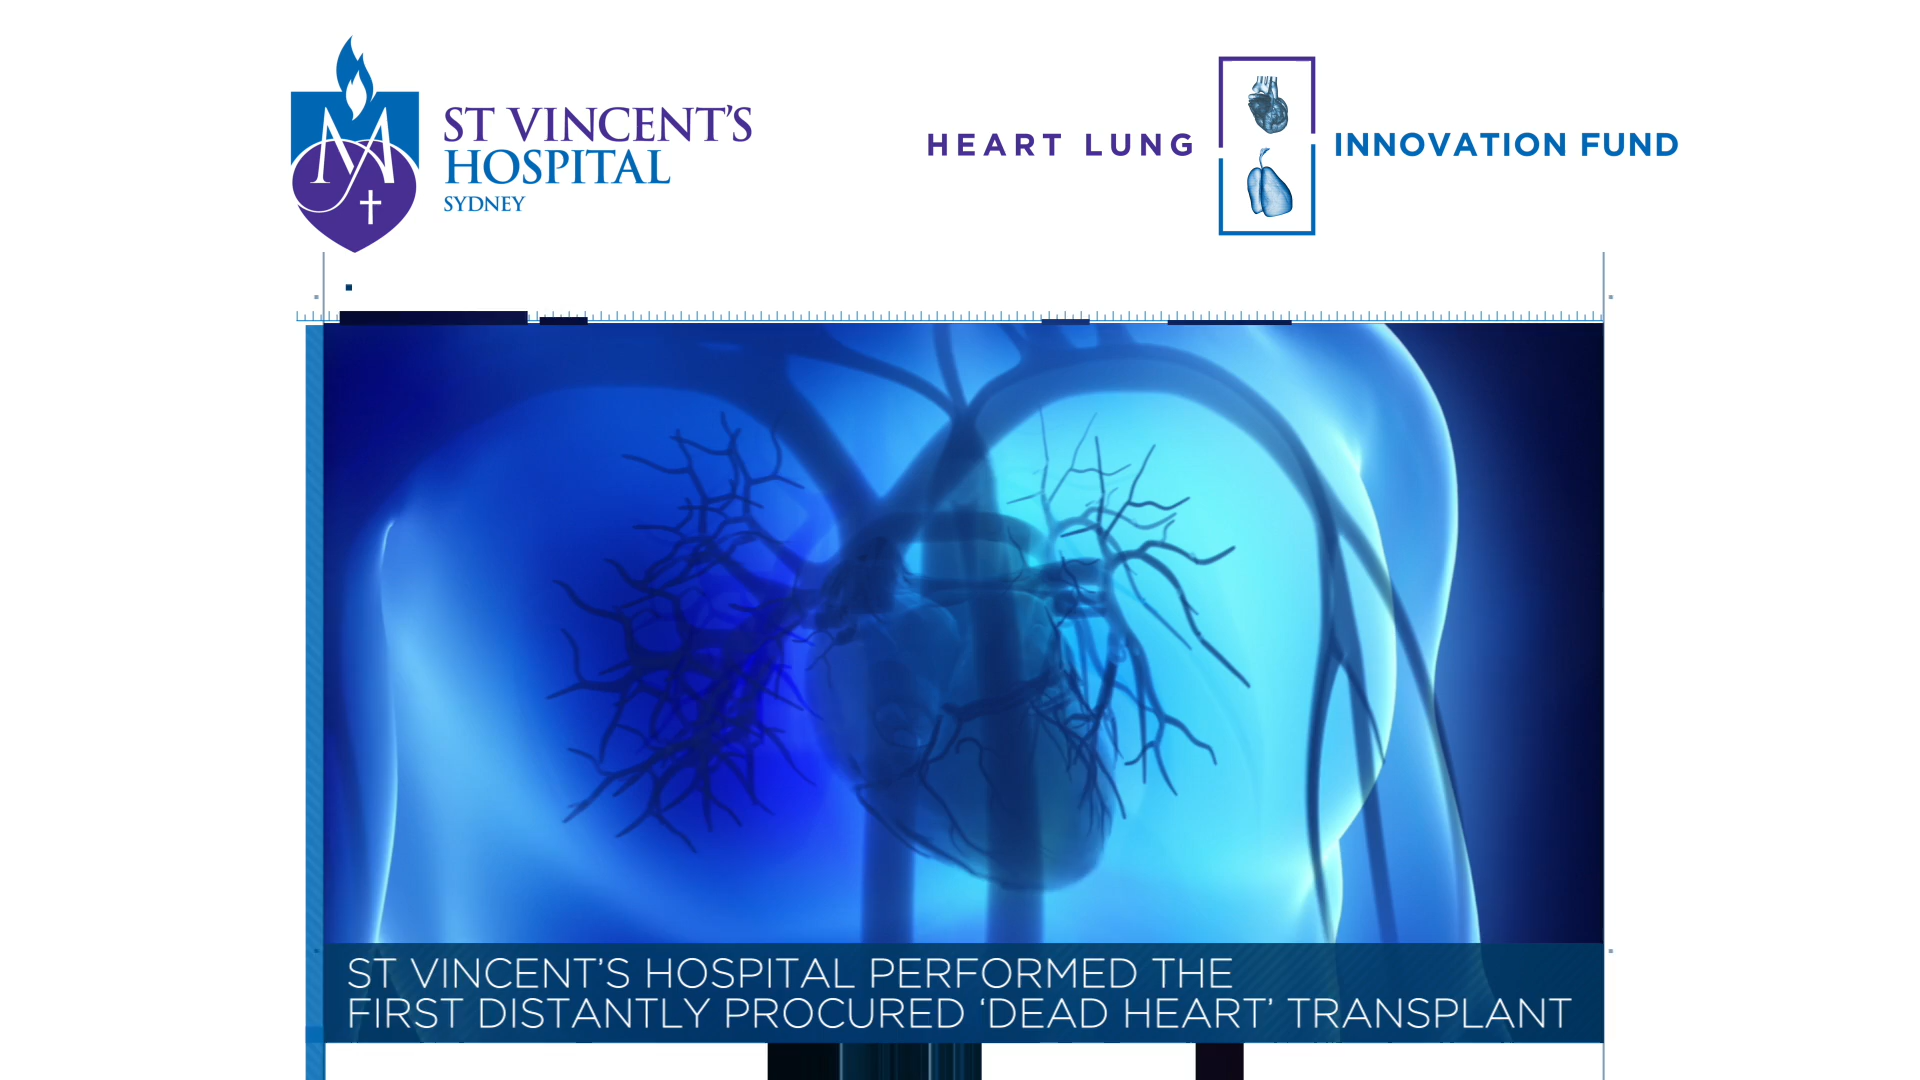 ST VINCENT'S
HOSPITAL
SYDNEY
HEART LUNG INNOVATION FUND
ST VINCENT'S HOSPITAL PERFORMED THE
FIRST DISTANTLY PROCURED ‘DEAD HEART’ TRANSPLANT